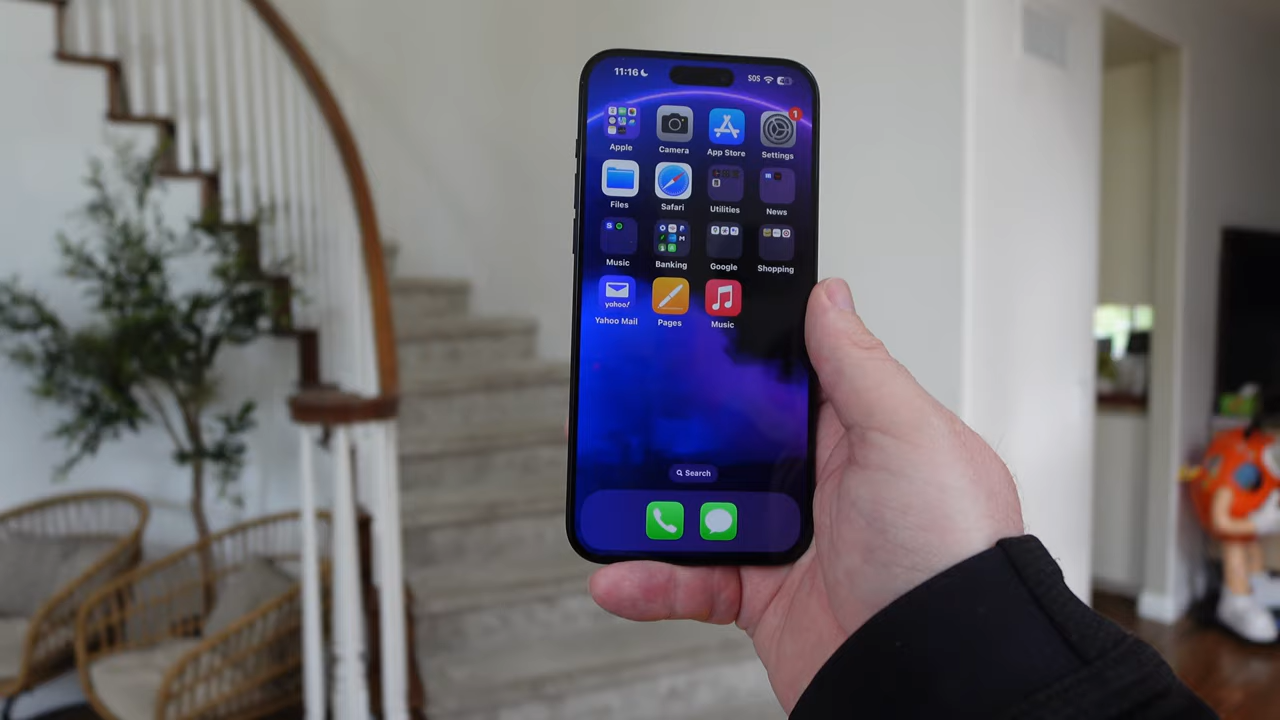 11:16 SOS
Apple Camera App Store Settings
1
Files Safari Utilities News
Music Banking Google Shopping
yahoo!
Yahoo Mail Pages Music
Search